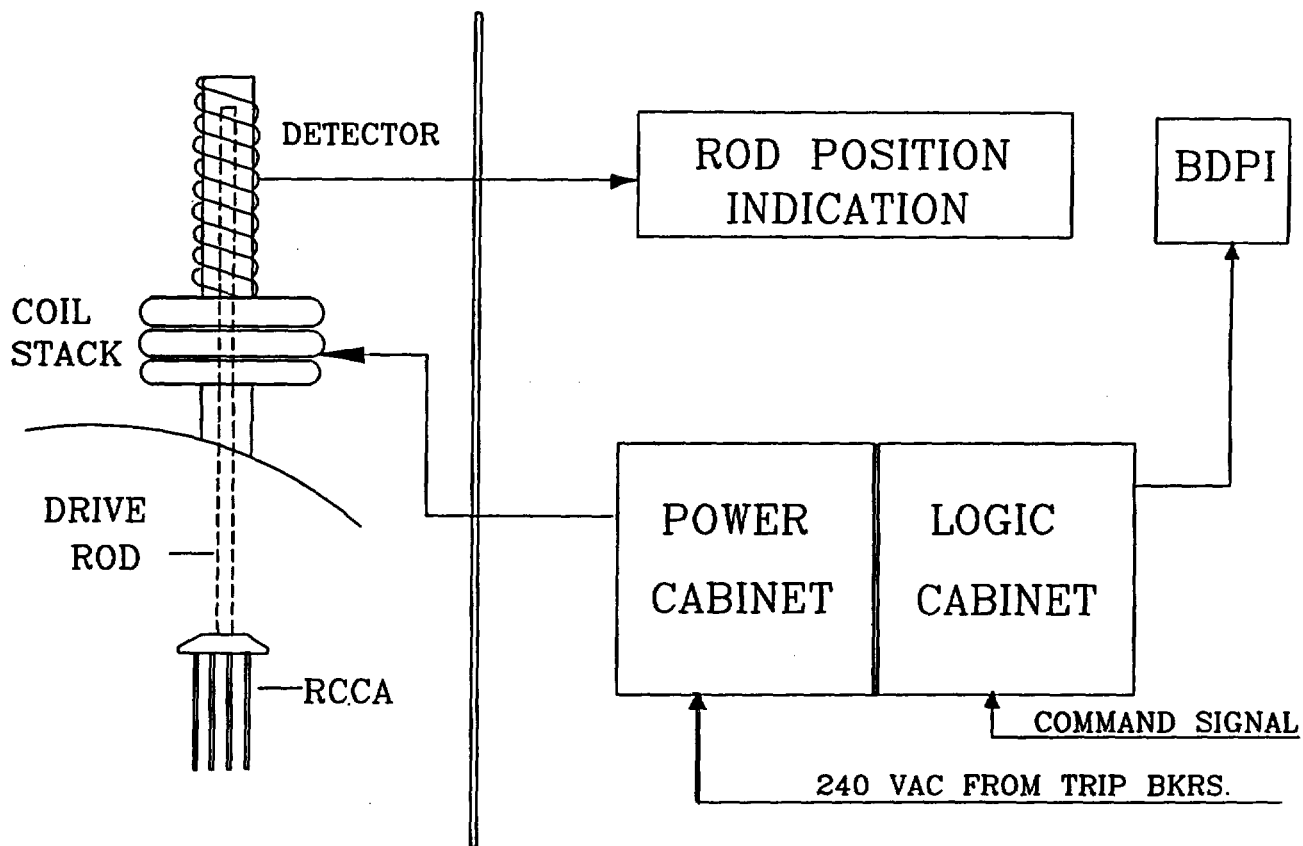 DETECTOR
ROD POSITION
INDICATION
BDPI
COIL
STACK
DRIVE
ROD
POWER
CABINET
LOGIC
CABINET
RCCA
COMMAND SIGNAL
240 VAC FROM TRIP BKRS.